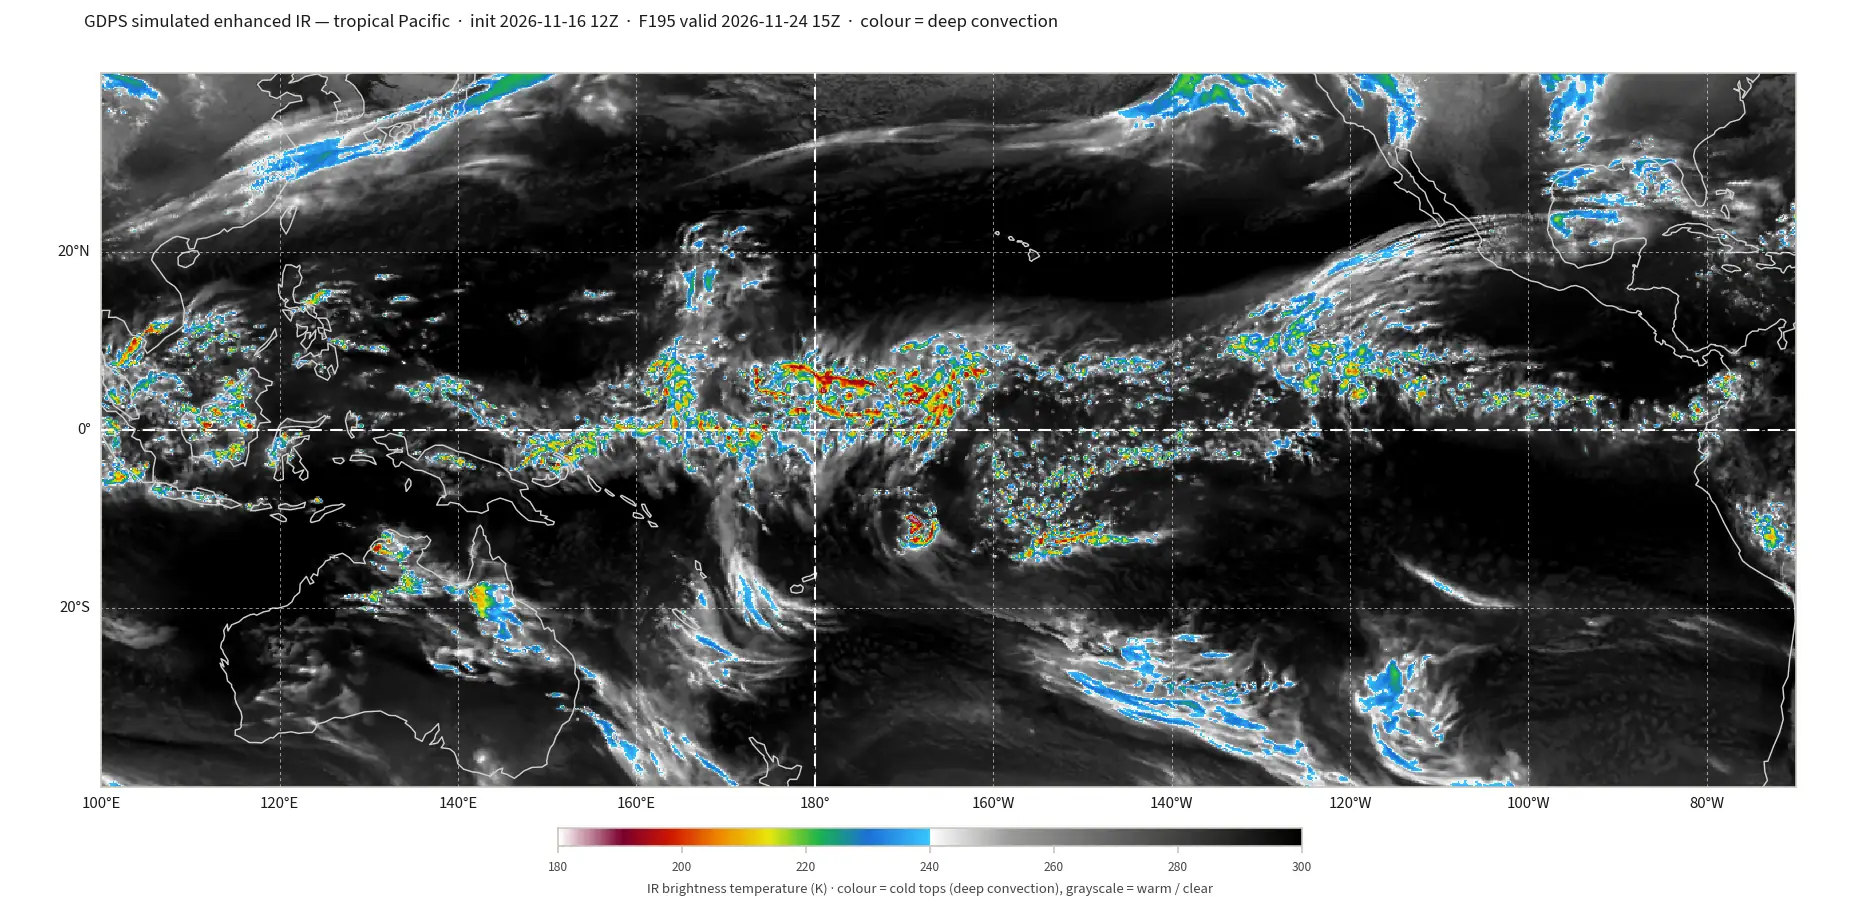 GDPS simulated enhanced IR — tropical Pacific · init 2026-11-16 12Z · F195 valid 2026-11-24 15Z · colour = deep convection
20°N
0°
20°S
100°E 120°E 140°E 160°E 180° 160°W 140°W 120°W 100°W 80°W
180 200 220 240 260 280 300
IR brightness temperature (K) · colour = cold tops (deep convection), grayscale = warm / clear